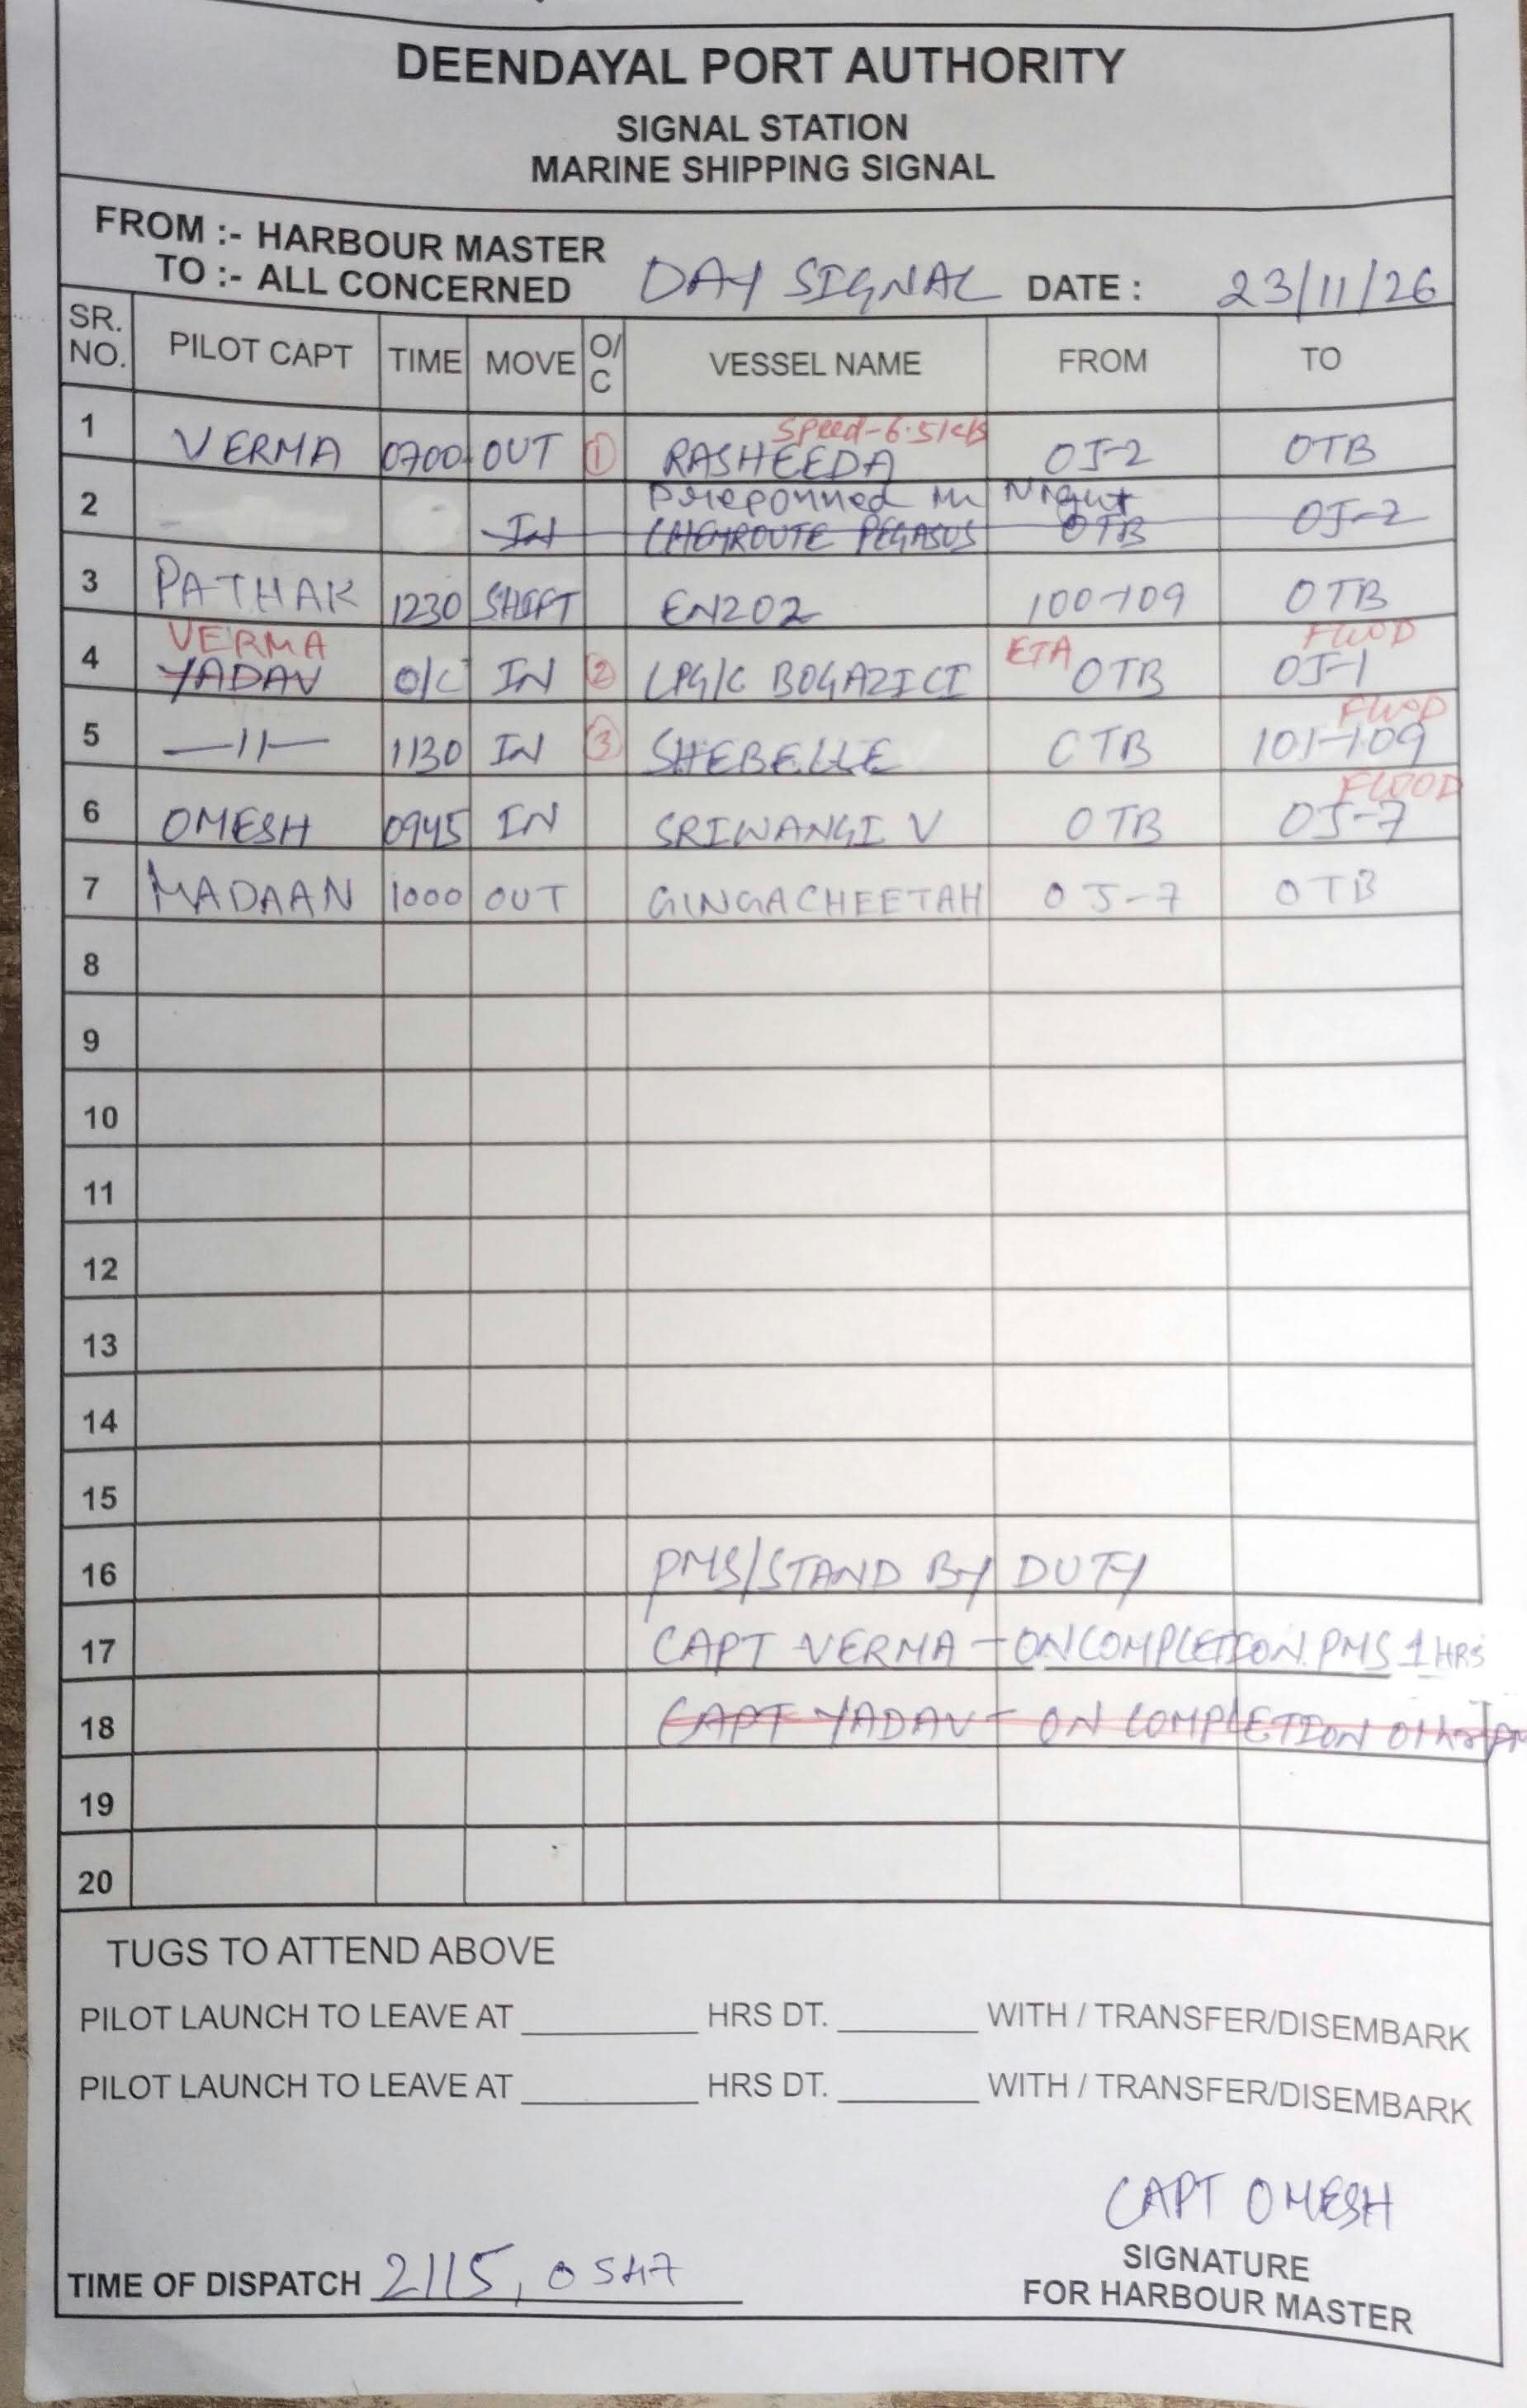 DEENDAYAL PORT AUTHORITY
SIGNAL STATION
MARINE SHIPPING SIGNAL
FROM :- HARBOUR MASTER
TO :- ALL CONCERNED DAY SIGNAL DATE : 23/11/26
SR. NO. PILOT CAPT TIME MOVE O/C VESSEL NAME FROM TO
Speed-6.5kts
1 VERMA 0700 OUT 1 RASHEEDA OJ-2 OTB
Preponned in Night
2 IN CHEMROUTE PEGASUS OTB OJ-2
3 PATHAK 1230 SHIFT EN202 100-109 OTB
VERMA ETA FLOOD
4 YADAV O/C IN 2 LPG/C BOGAZICI OTB OJ-1
FLOOD
5 —11— 1130 IN 3 SHEBELLE CTB 101-109
FLOOD
6 OMESH 0945 IN SRIWANGI V OTB OJ-7
7 MADAAN 1000 OUT GINGACHEETAH OJ-7 OTB
8
9
10
11
12
13
14
15
16 PMS/STAND BY DUTY
17 CAPT VERMA - ON COMPLETION PMS 1 HRS
18 CAPT YADAV - ON COMPLETION
19
20
TUGS TO ATTEND ABOVE
PILOT LAUNCH TO LEAVE AT ________ HRS DT. ________ WITH / TRANSFER/DISEMBARK
PILOT LAUNCH TO LEAVE AT ________ HRS DT. ________ WITH / TRANSFER/DISEMBARK
CAPT OMESH
SIGNATURE
TIME OF DISPATCH 2115, 0547 FOR HARBOUR MASTER